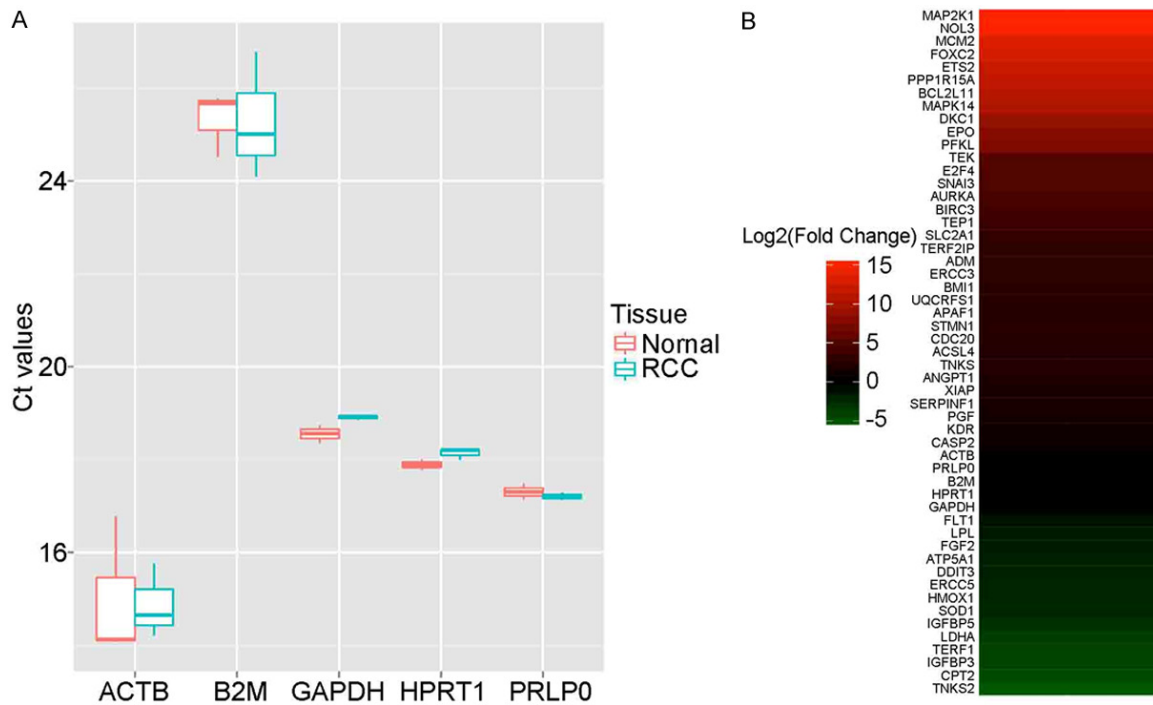 A
24
20
16
Ct values
ACTB B2M GAPDH HPRT1 PRLP0
Tissue
Nomal
RCC
B
Log2(Fold Change)
15
10
5
0
-5
MAP2K1
NOL3
MCM2
FOXC2
ETS2
PPP1R15A
BCL2L11
MAPK14
DKC1
EPO
PFKL
TEK
E2F4
SNAI3
AURKA
BIRC3
TEP1
SLC2A1
TERF2IP
ADM
ERCC3
BMI1
UQCRFS1
APAF1
STMN1
CDC20
ACSL4
TNKS
ANGPT1
XIAP
SERPINF1
PGF
KDR
CASP2
ACTB
PRLP0
B2M
HPRT1
GAPDH
FLT1
LPL
FGF2
ATP5A1
DDIT3
ERCC5
HMOX1
SOD1
IGFBP5
LDHA
TERF1
IGFBP3
CPT2
TNKS2